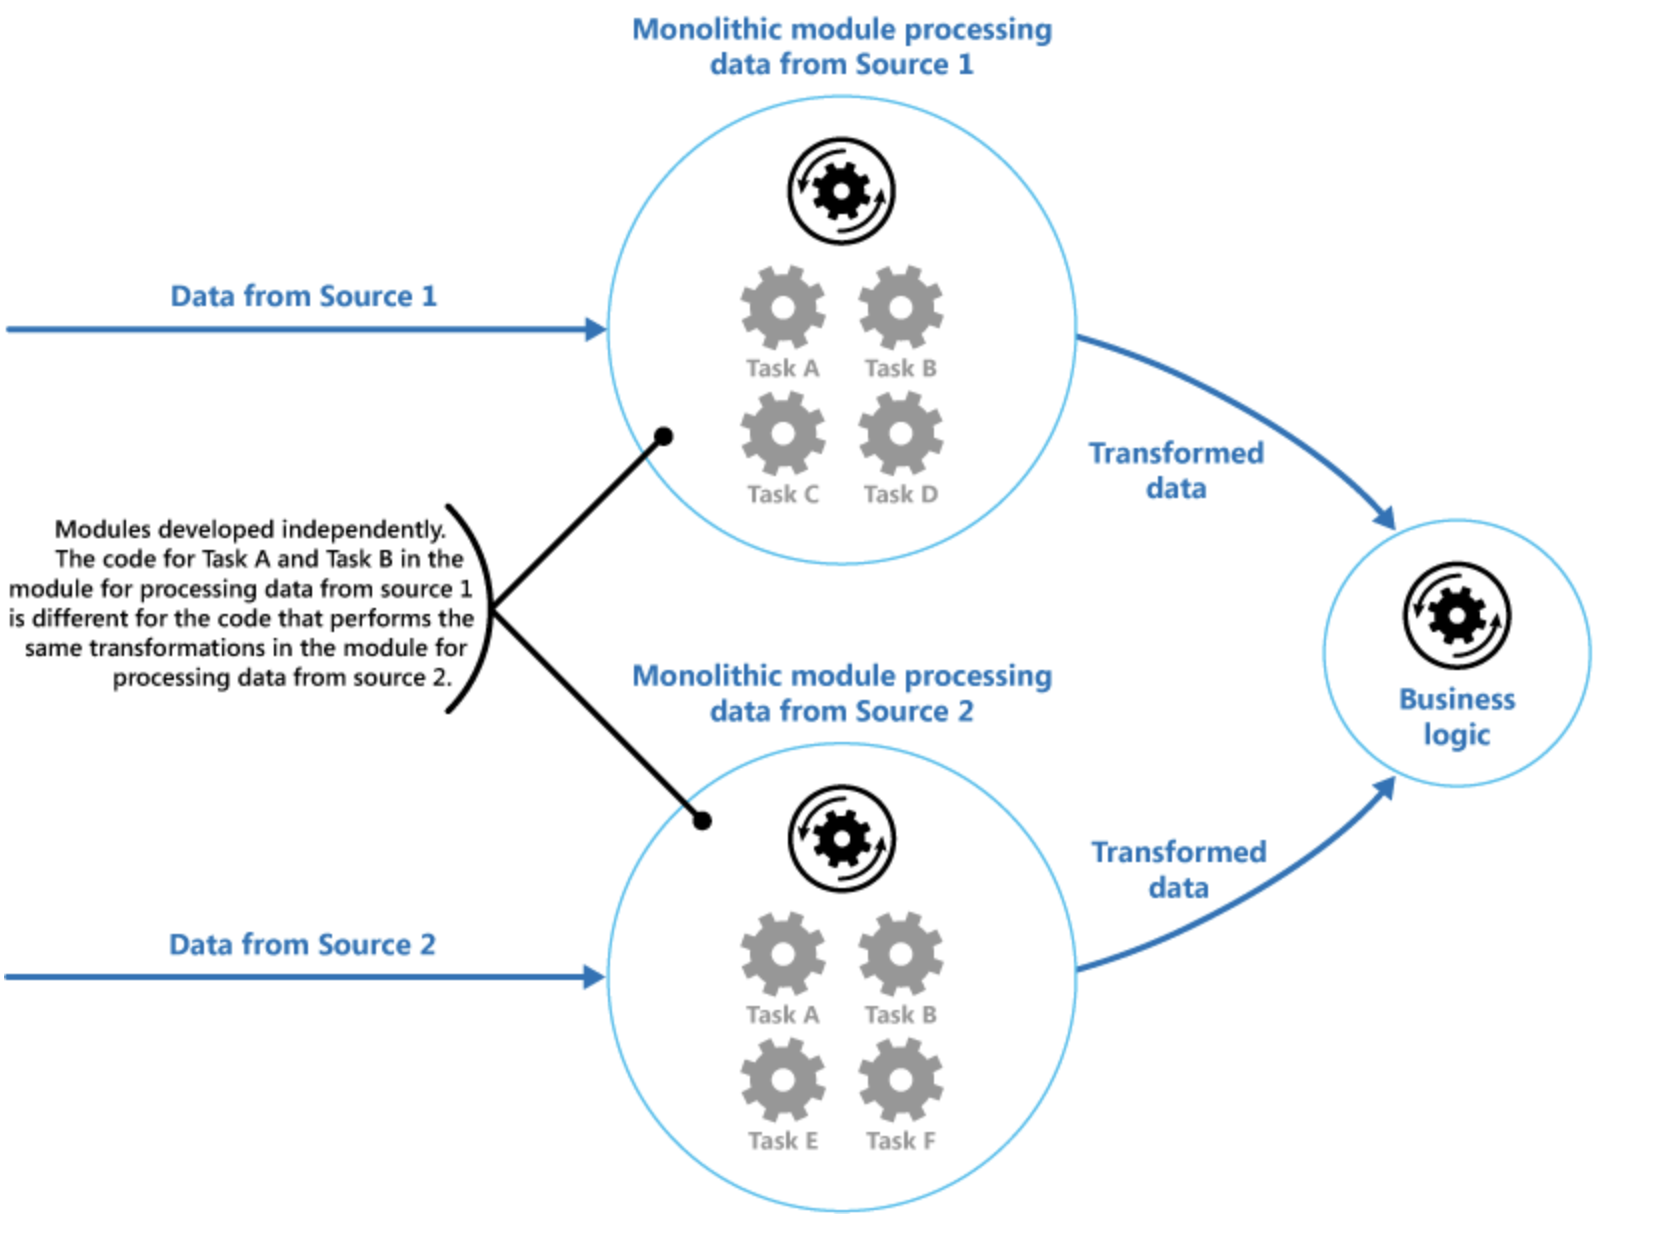 Monolithic module processing
data from Source 1
Data from Source 1
Task A
Task B
Task C
Task D
Transformed
data
Modules developed independently.
The code for Task A and Task B in the
module for processing data from source 1
is different for the code that performs the
same transformations in the module for
processing data from source 2.
Business
logic
Monolithic module processing
data from Source 2
Data from Source 2
Task A
Task B
Task E
Task F
Transformed
data